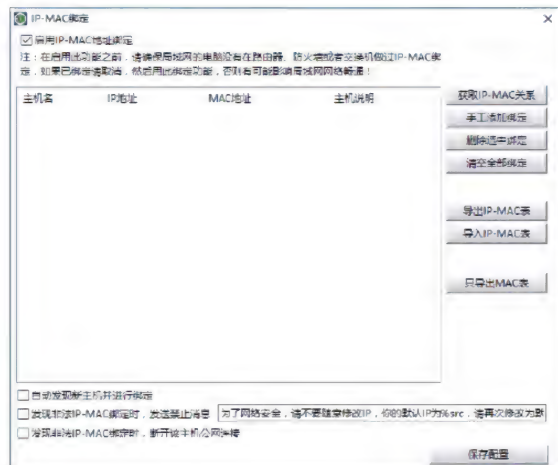 IP-MAC绑定
启用IP-MAC地址绑定
注：在启用此功能之前，请确保局域网的电脑没有在路由器、防火墙或者交换机做过IP-MAC绑
定，如果已绑定请取消，然后用此绑定功能，否则有可能影响局域网网络畅通！
主机名 IP地址 MAC地址 主机说明
获取IP-MAC关系
手工添加绑定
删除选中绑定
清空全部绑定
导出IP-MAC表
导入IP-MAC表
只导出MAC表
自动发现新主机并进行绑定
发现非法IP-MAC绑定时，发送禁止消息 为了网络安全，请不要随意修改IP，你的默认IP为%src，请再次修改为默
发现非法IP-MAC绑定时，断开该主机公网连接
保存配置